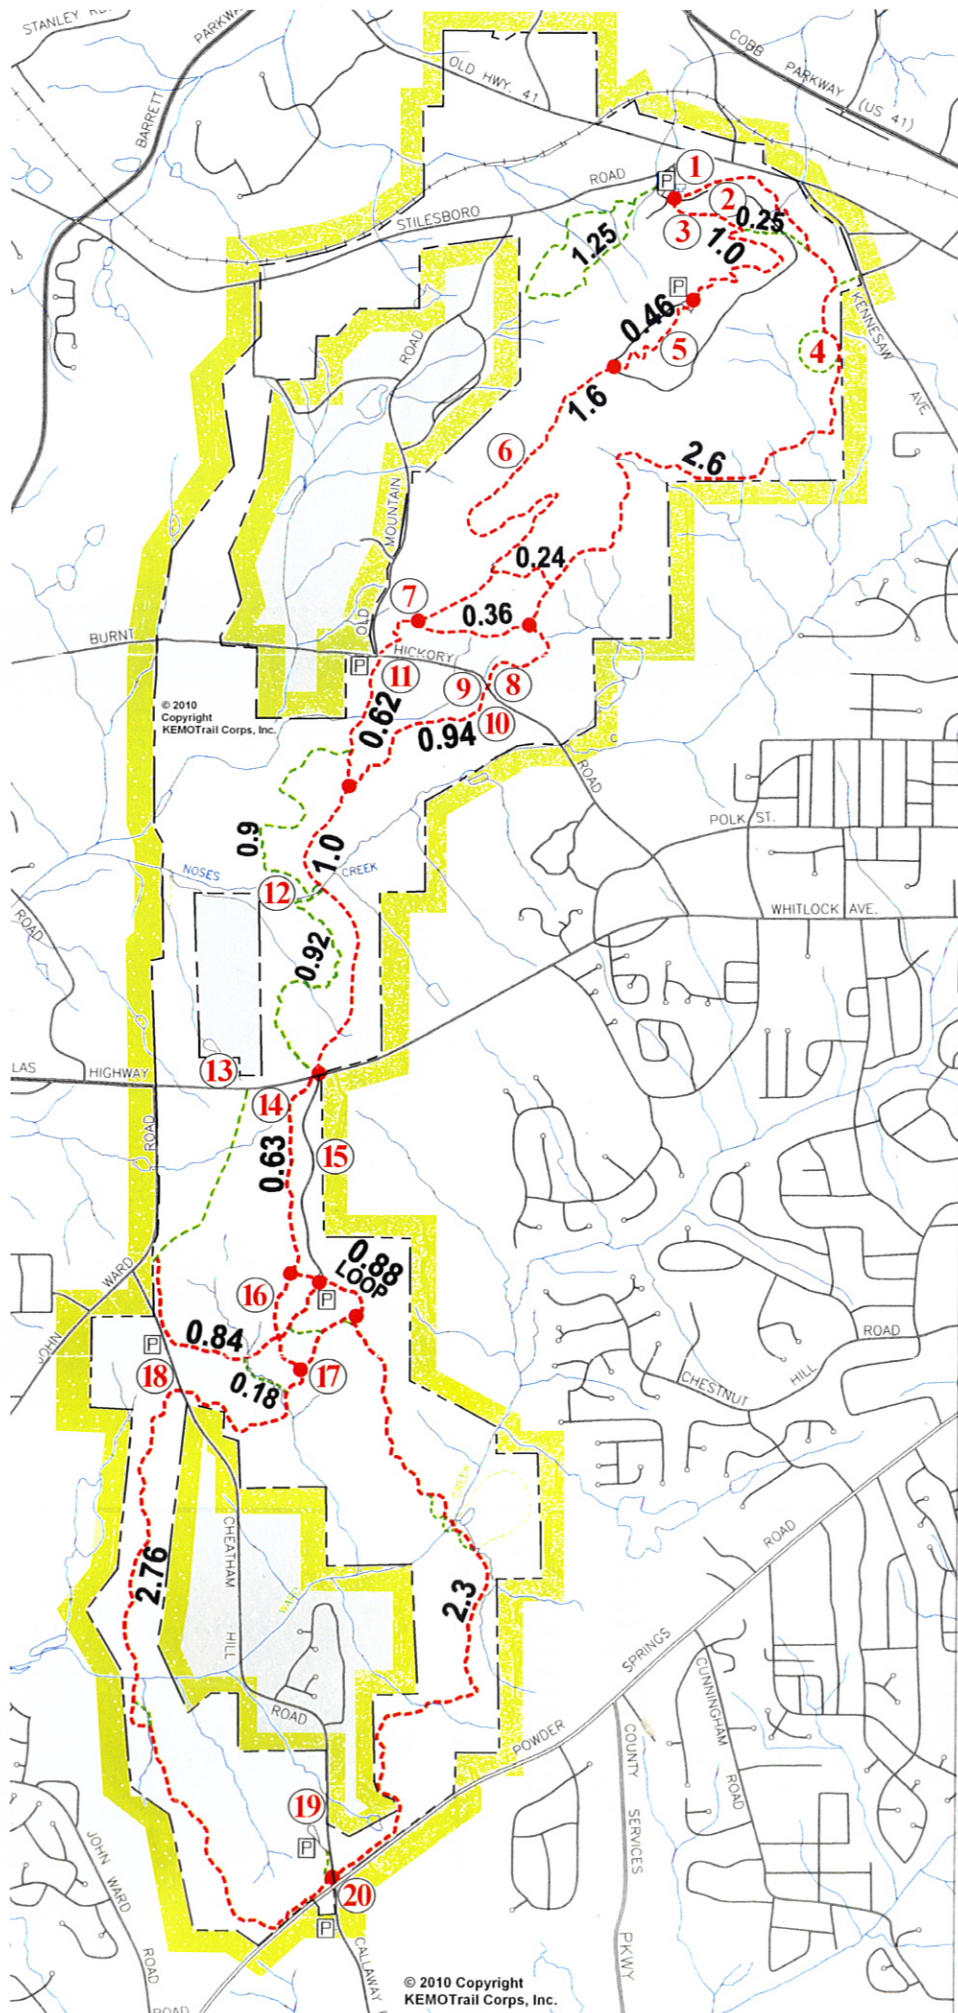 STANLEY RD.
PARKWAY
BARRETT
OLD HWY. 41
COBB
PARKWAY
(US 41)
STILESBORO
ROAD
P
1
2
0.25
3
1.0
1.25
P
0.46
5
4
KENNESAW
AVE
ROAD
1.6
6
2.6
MOUNTAIN
OLD
0.24
7
0.36
BURNT
P
HICKORY
11
9
8
10
0.62
0.94
ROAD
© 2010
Copyright
KEMOTrail Corps, Inc.
POLK ST.
0.9
1.0
NOSES
CREEK
12
WHITLOCK AVE.
ROAD
0.92
LAS
HIGHWAY
13
14
ROAD
0.63
15
WARD
JOHN
0.88
LOOP
16
P
P
0.84
17
18
0.18
ROAD
CHESTNUT
HILL
CREEK
CHEATHAM
HILL
ROAD
2.76
WARD
2.3
ROAD
SPRINGS
POWDER
CUNNINGHAM
ROAD
COUNTY
SERVICES
PKWY
19
P
20
P
JOHN WARD
ROAD
CALLAWAY
ROAD
© 2010 Copyright
KEMOTrail Corps, Inc.